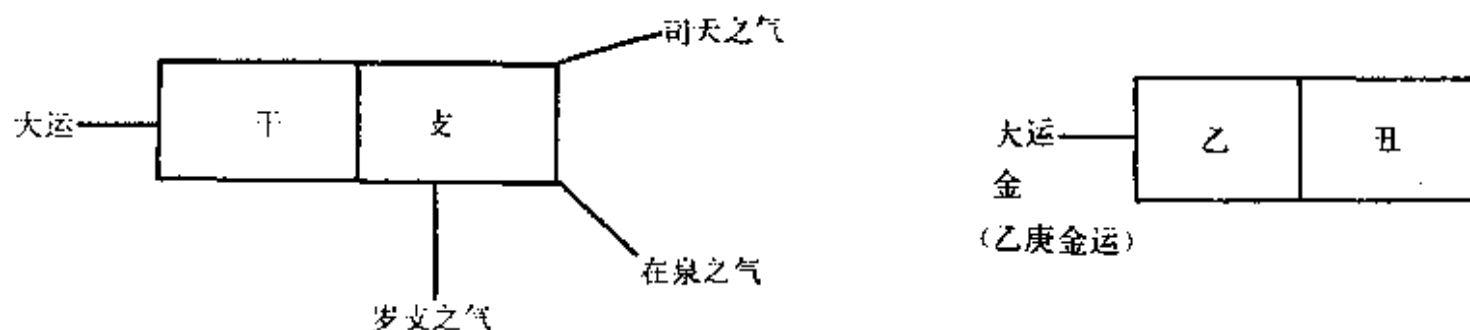 司天之气
大运
干
支
在泉之气
岁支之气
大运
乙
丑
金
(乙庚金运)